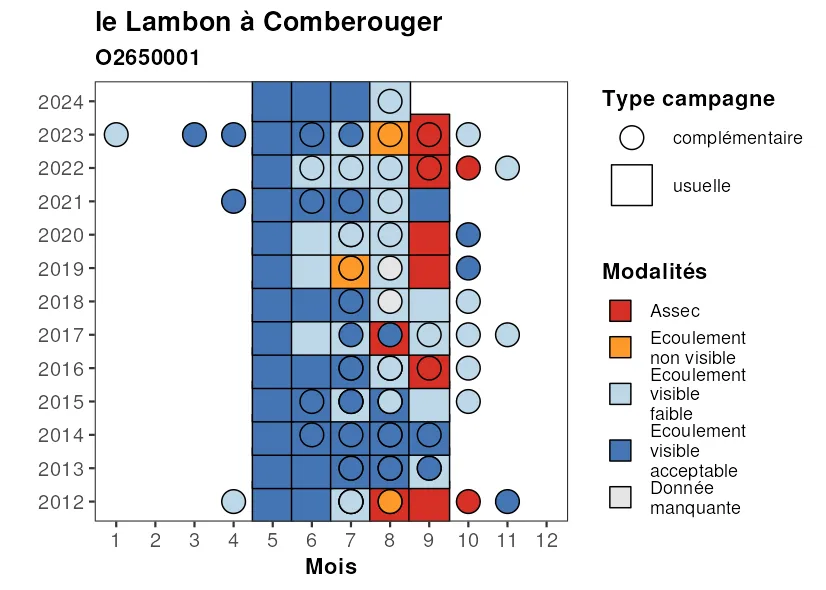 le Lambon à Comberouger
O2650001
2024
2023
2022
2021
2020
2019
2018
2017
2016
2015
2014
2013
2012
1 2 3 4 5 6 7 8 9 10 11 12
Mois
Type campagne
complémentaire
usuelle
Modalités
Assec
Ecoulement
non visible
Ecoulement
visible
faible
Ecoulement
visible
acceptable
Donnée
manquante